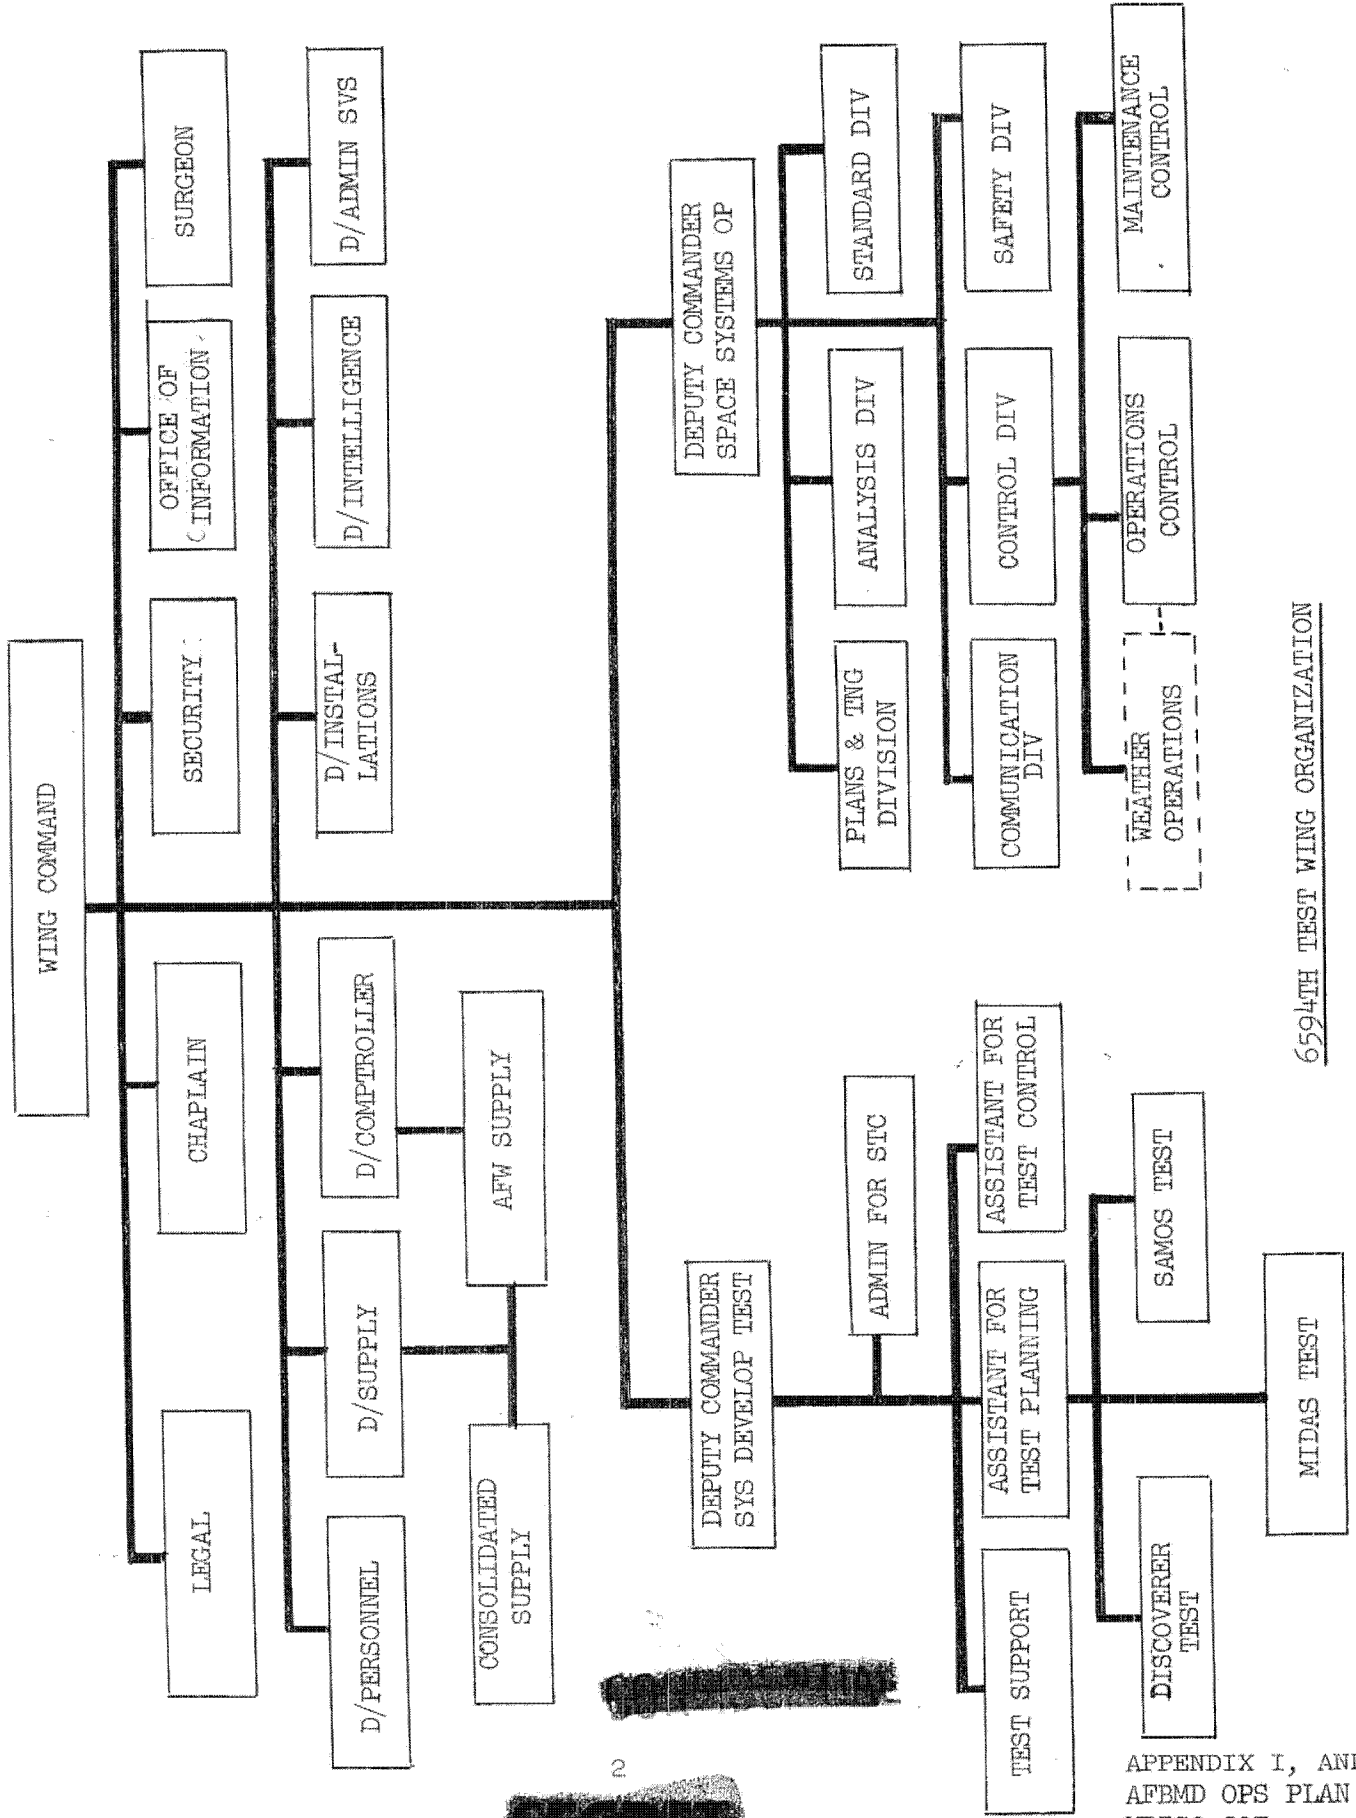 WING COMMAND
LEGAL
CHAPLAIN
SECURITY
OFFICE OF
INFORMATION
SURGEON
D/PERSONNEL
D/SUPPLY
D/COMPTROLLER
D/INSTAL-
LATIONS
D/INTELLIGENCE
D/ADMIN SVS
CONSOLIDATED
SUPPLY
AFW SUPPLY
DEPUTY COMMANDER
SYS DEVELOP TEST
DEPUTY COMMANDER
SPACE SYSTEMS OP
ADMIN FOR STC
PLANS & TNG
DIVISION
ANALYSIS DIV
STANDARD DIV
TEST SUPPORT
ASSISTANT FOR
TEST PLANNING
ASSISTANT FOR
TEST CONTROL
COMMUNICATION
DIV
CONTROL DIV
SAFETY DIV
DISCOVERER
TEST
SAMOS TEST
WEATHER
OPERATIONS
OPERATIONS
CONTROL
MAINTENANCE
CONTROL
MIDAS TEST
6594TH TEST WING ORGANIZATION
2
APPENDIX I,
AFBMD OPS PLAN